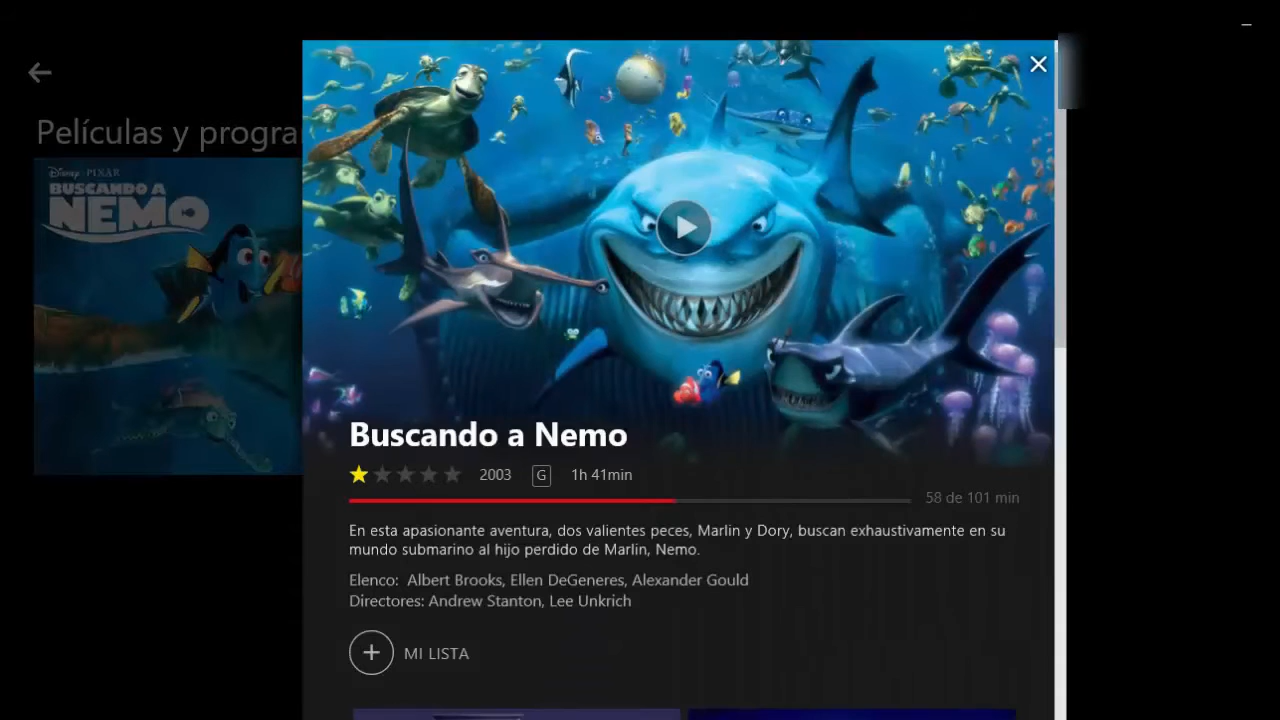 Películas y progra
Disney PIXAR
BUSCANDO A
NEMO
Buscando a Nemo
2003 G 1h 41min
58 de 101 min
En esta apasionante aventura, dos valientes peces, Marlin y Dory, buscan exhaustivamente en su
mundo submarino al hijo perdido de Marlin, Nemo.
Elenco: Albert Brooks, Ellen DeGeneres, Alexander Gould
Directores: Andrew Stanton, Lee Unkrich
MI LISTA